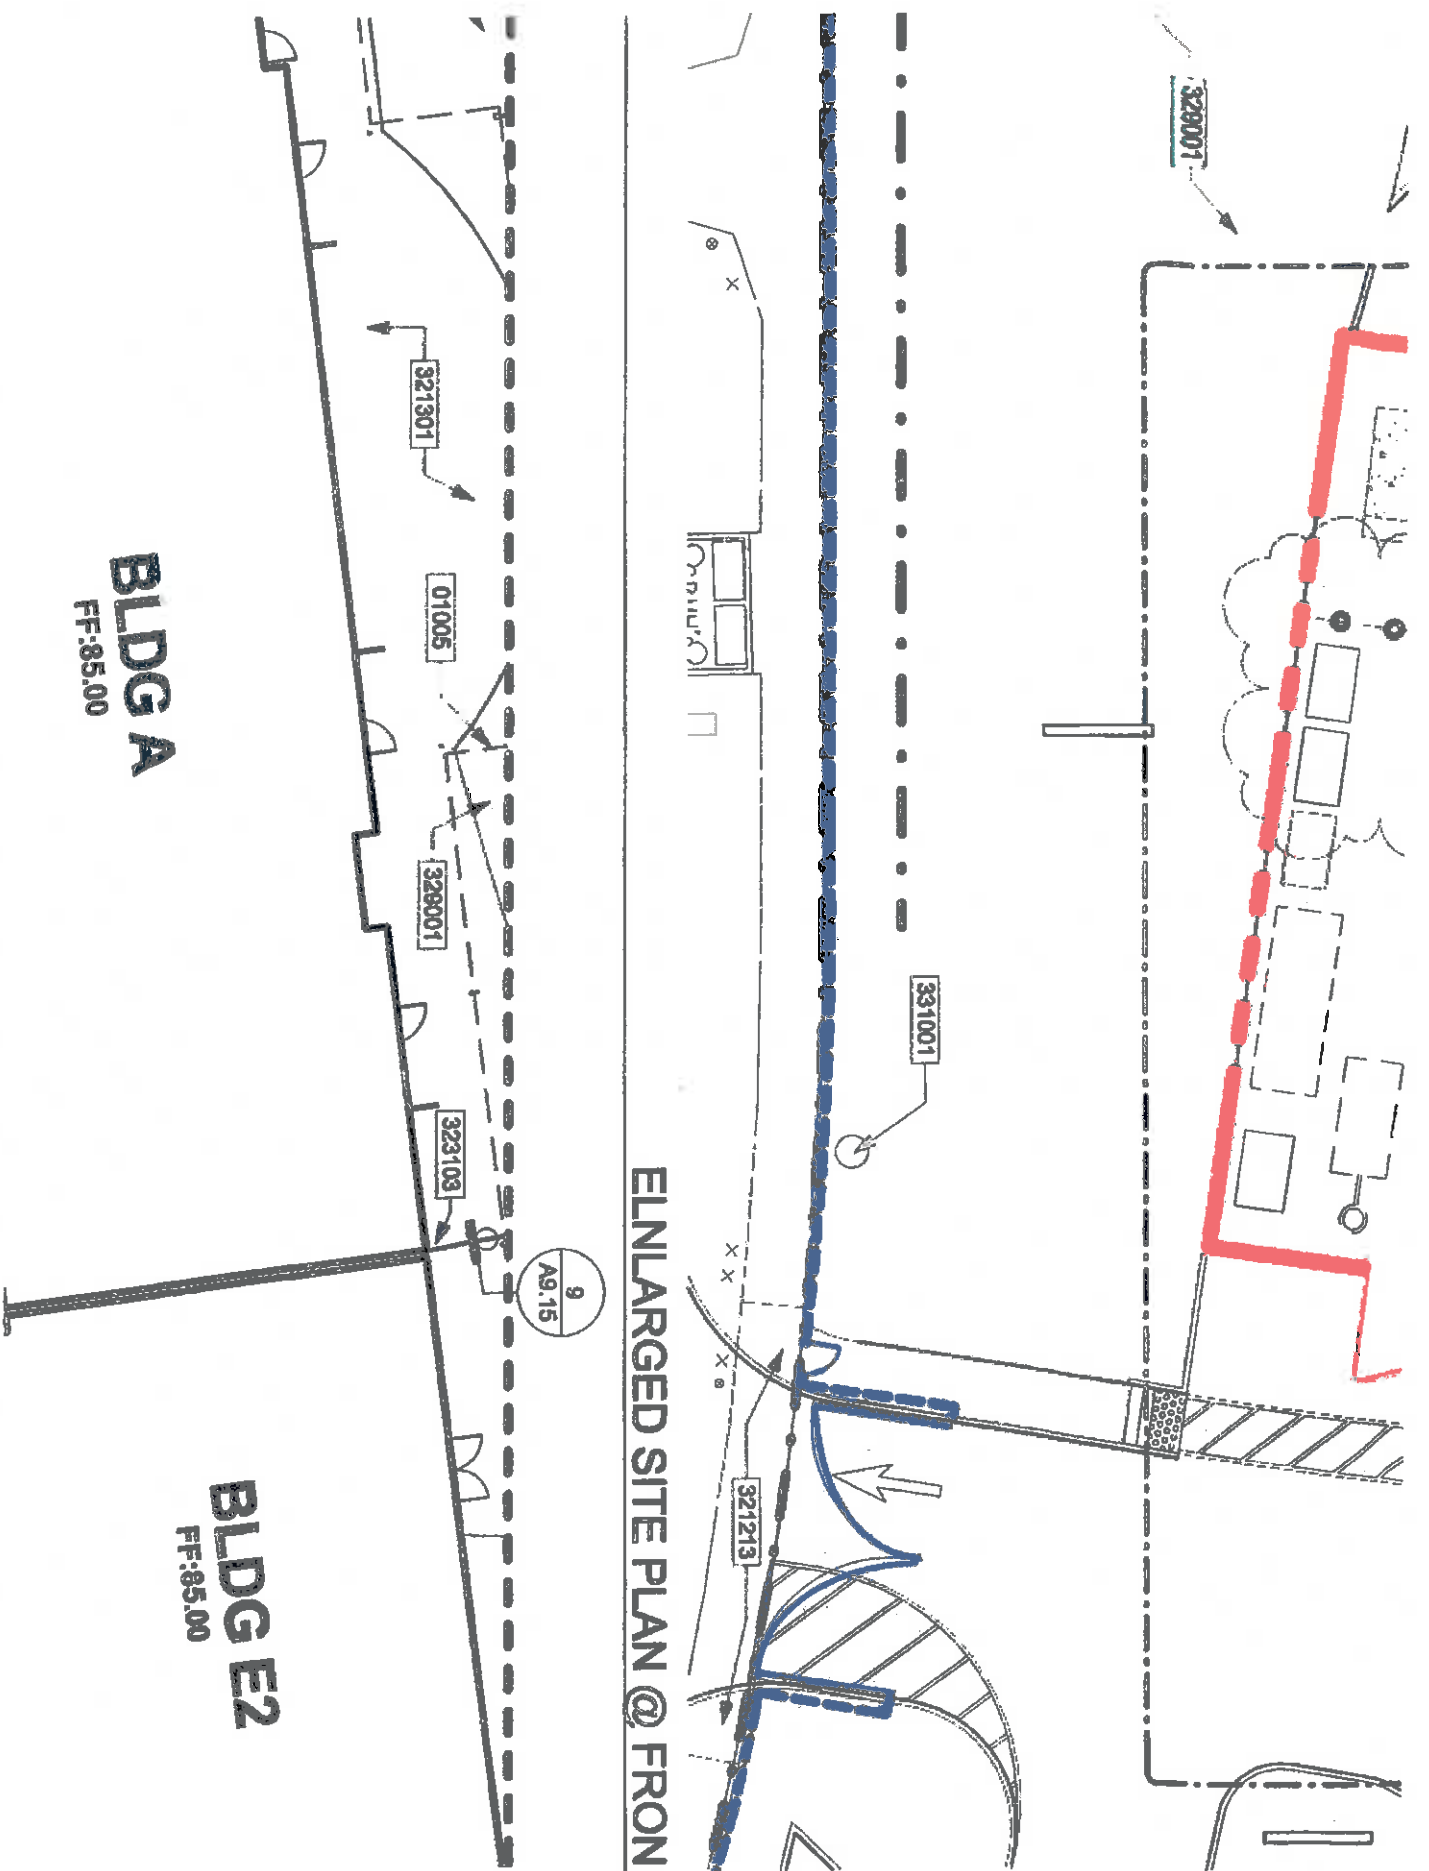 329001
321301
01005
BLDG A
FF:85.00
329001
331001
323103
9
A9.15
ELNLARGED SITE PLAN @ FRON
321213
BLDG E2
FF:85.00